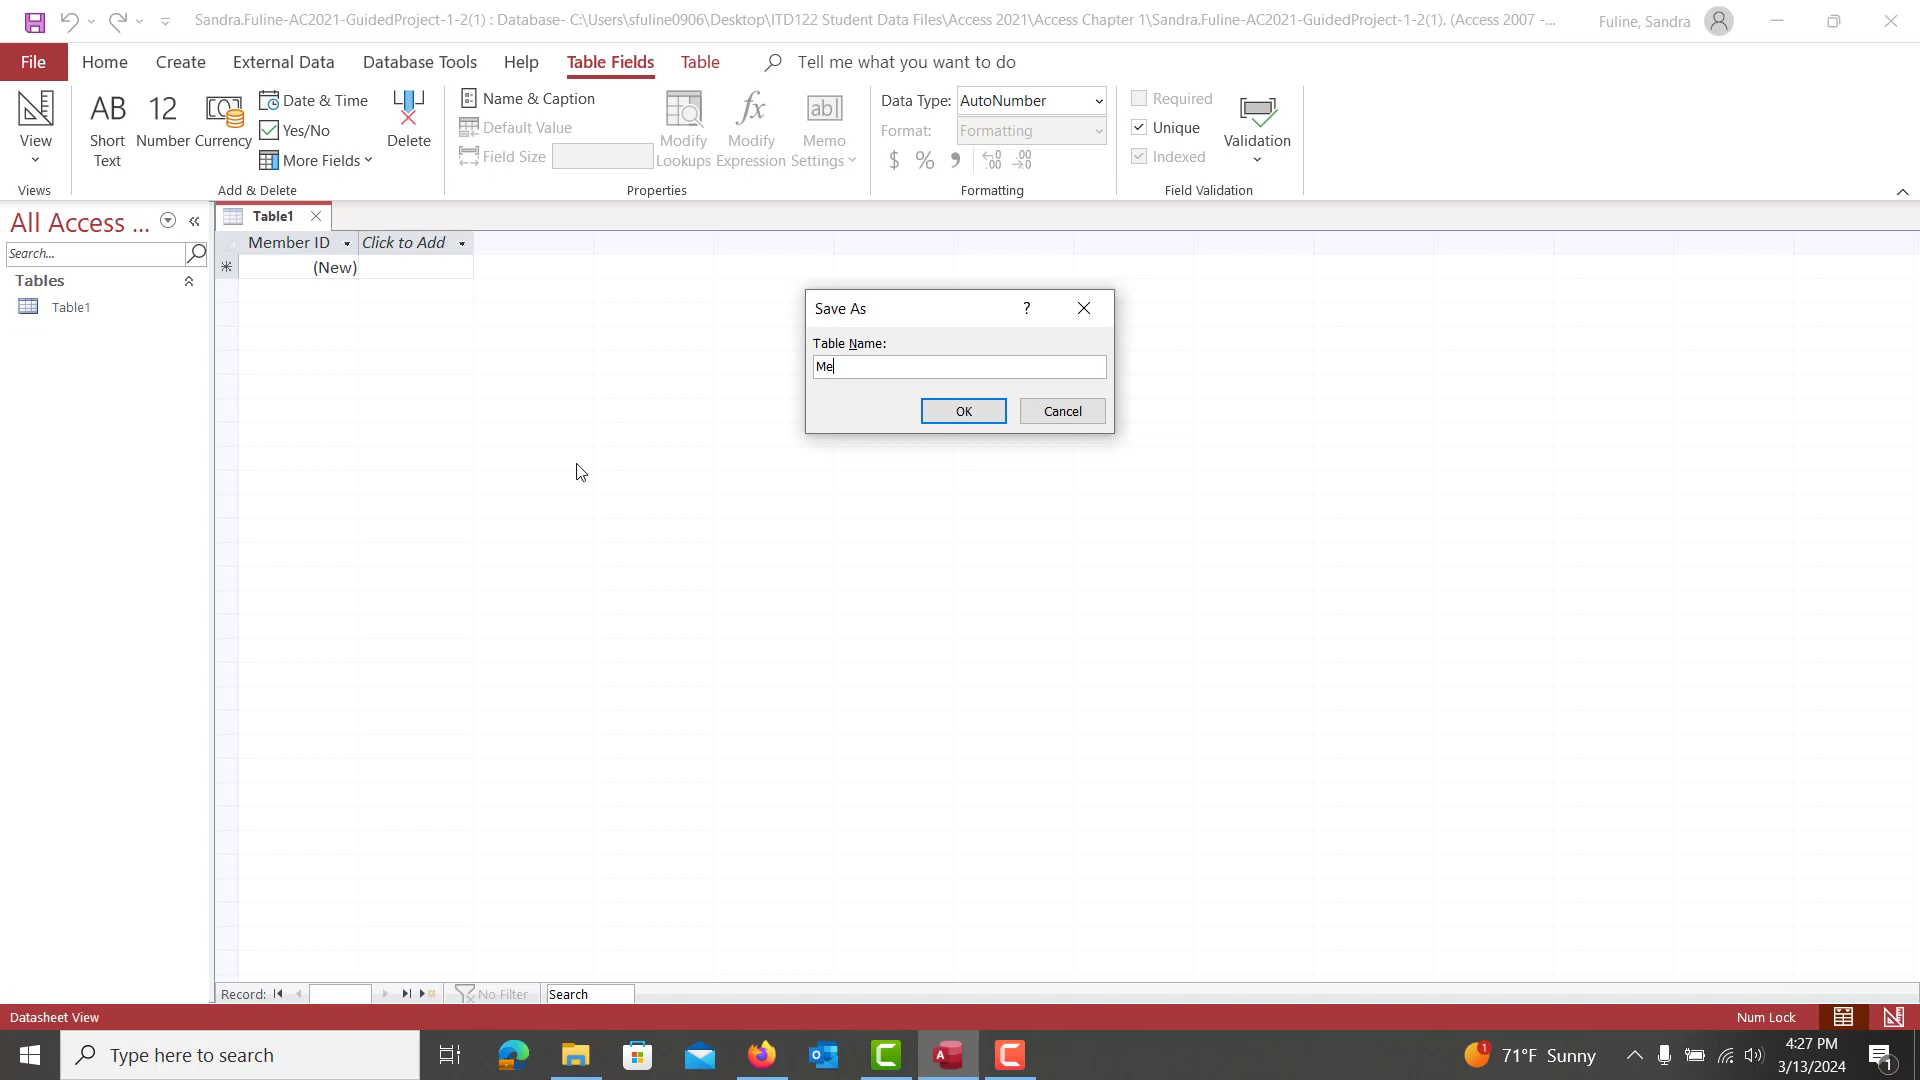 Sandra.Fuline-AC2021-GuidedProject-1-2(1) : Database- C:\Users\sfuline0906\Desktop\ITD122 Student Data Files\Access 2021\Access Chapter 1\Sandra.Fuline-AC2021-GuidedProject-1-2(1). (Access 2007 -...
Fuline, Sandra
File Home Create External Data Database Tools Help Table Fields Table Tell me what you want to do
View
Views
AB Short Text
12 Number
Currency
Date & Time
Yes/No
More Fields
Delete
Add & Delete
Name & Caption
Default Value
Field Size
Modify Lookups
fx Modify Expression
ab Memo Settings
Properties
Data Type: AutoNumber
Format: Formatting
$ % , .00 .00
Formatting
Required
Unique
Indexed
Validation
Field Validation
All Access ...
Search...
Tables
Table1
Table1
Member ID Click to Add
(New)
Save As ?
Table Name:
Me
OK Cancel
Record: No Filter Search
Datasheet View Num Lock
Type here to search
1 71°F Sunny
4:27 PM
3/13/2024
1